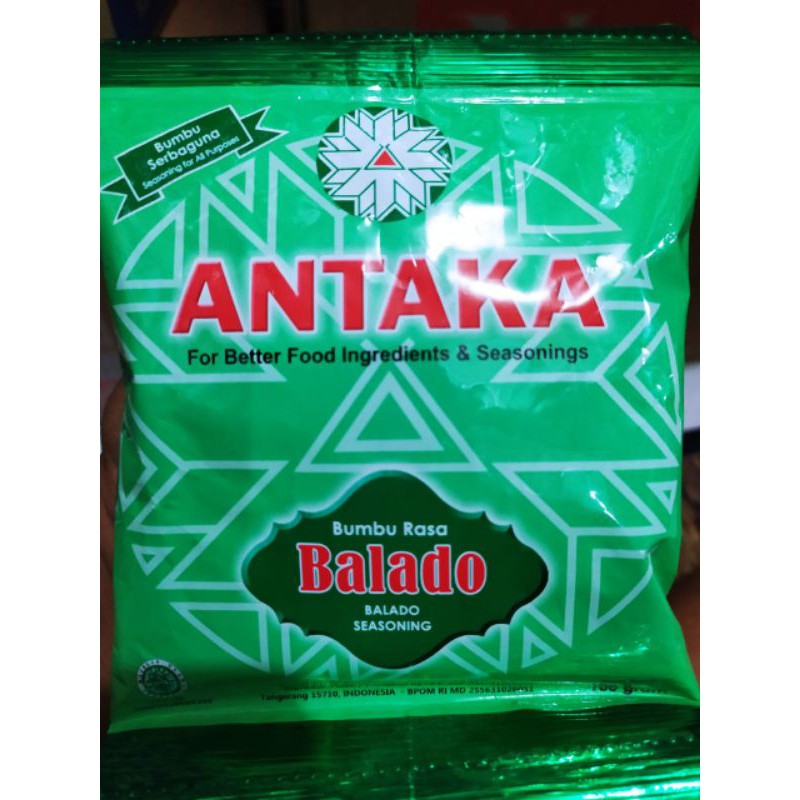 Bumbu
Serbaguna
Seasoning for All Purposes
ANTAKA
For Better Food Ingredients & Seasonings
Bumbu Rasa
Balado
BALADO
SEASONING
Tangerang 15710, INDONESIA - BPOM RI MD